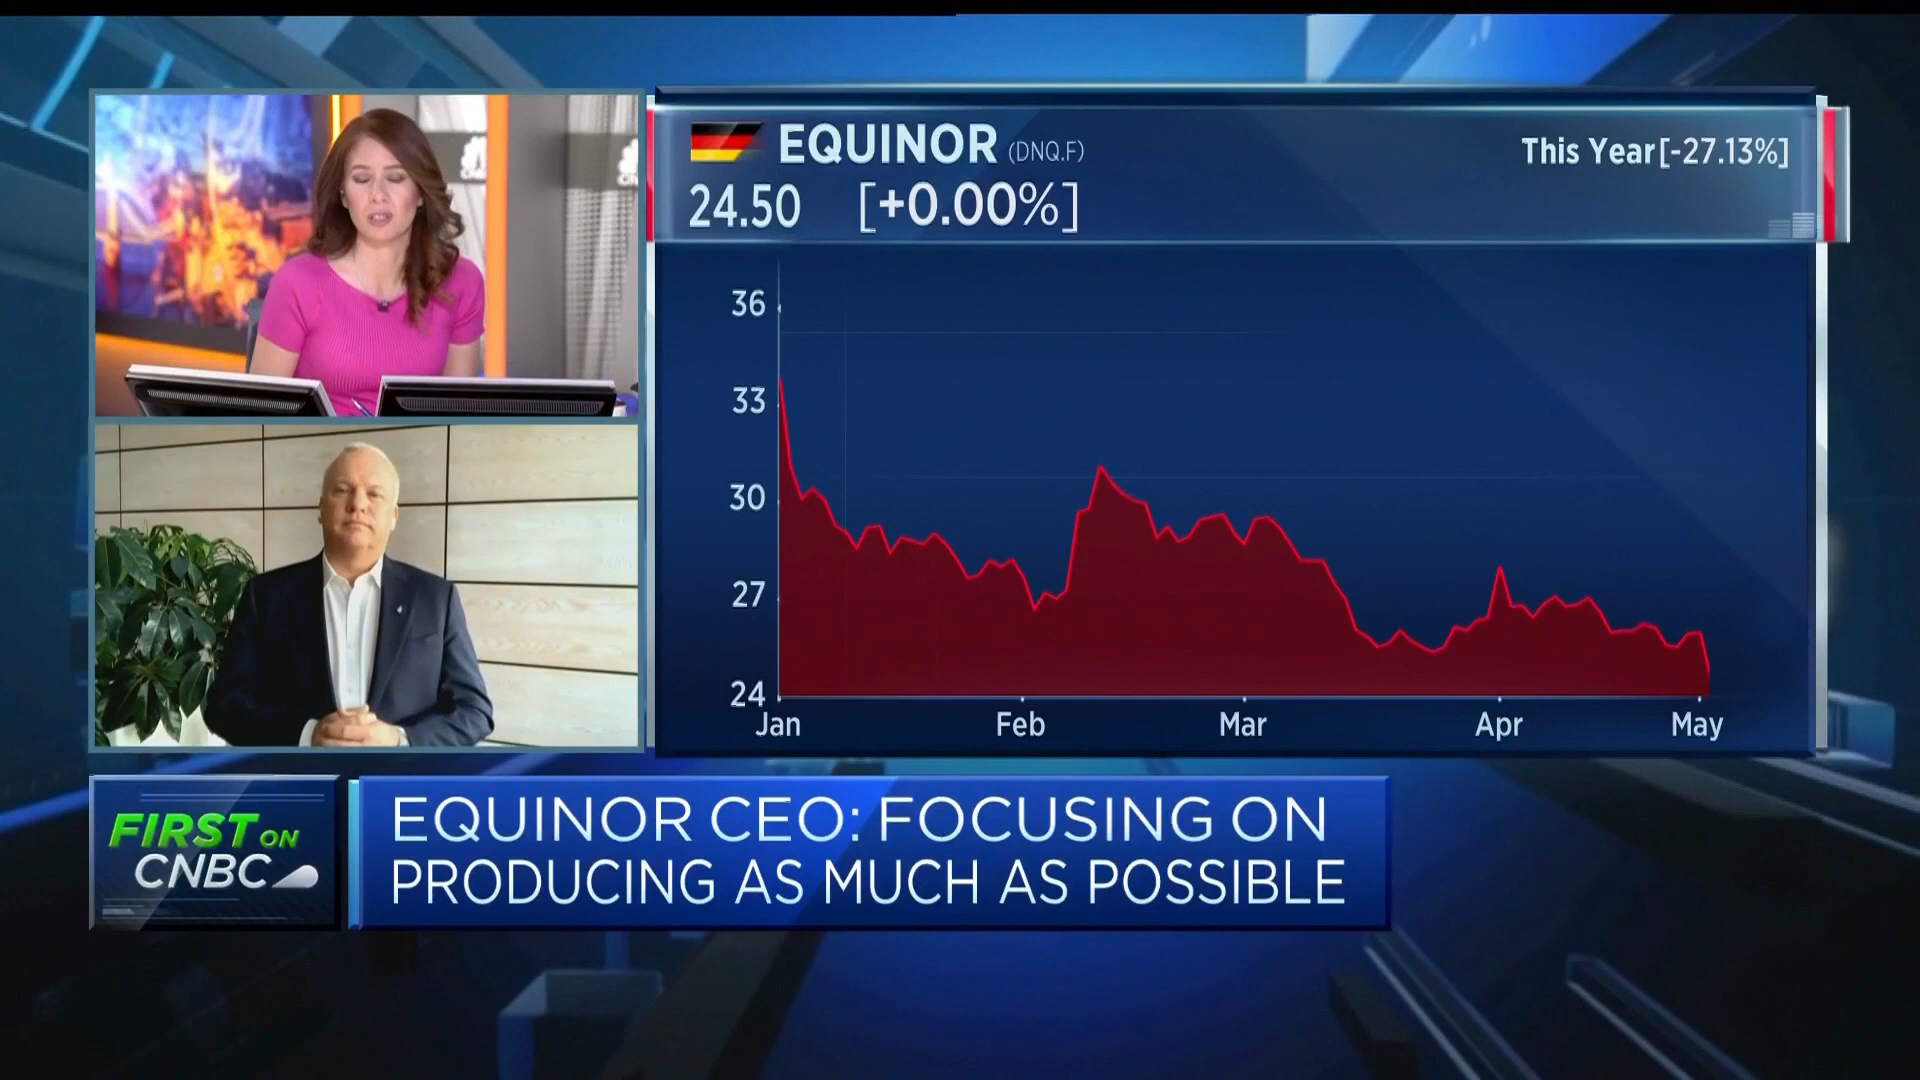 EQUINOR (DNQ.F)
This Year [-27.13%]
24.50 [+0.00%]
36
33
30
27
24
Jan Feb Mar Apr May
FIRST ON
CNBC
EQUINOR CEO: FOCUSING ON
PRODUCING AS MUCH AS POSSIBLE